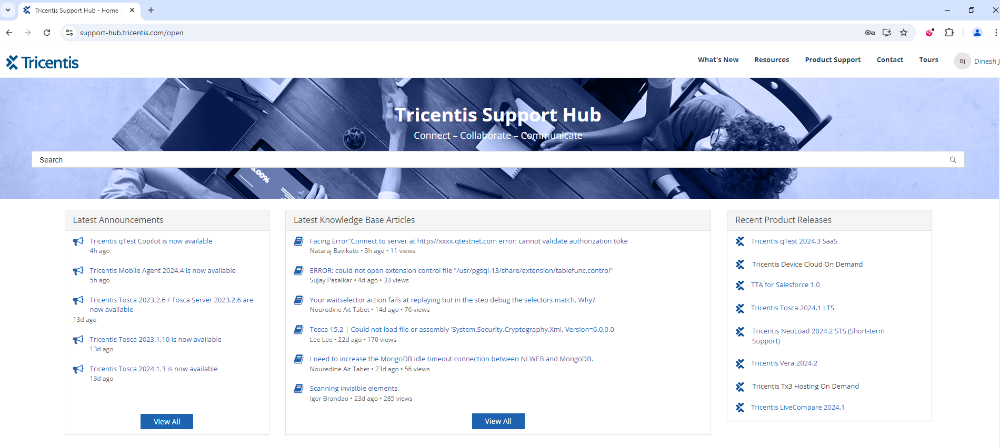 Tricentis Support Hub - Home -
support-hub.tricentis.com/open
Tricentis
What's New
Resources
Product Support
Contact
Tours
DJ
Dinesh J
Tricentis Support Hub
Connect – Collaborate – Communicate
Search
Latest Announcements
Tricentis qTest Copilot is now available
4h ago
Tricentis Mobile Agent 2024.4 is now available
5h ago
Tricentis Tosca 2023.2.6 / Tosca Server 2023.2.6 are
now available
13d ago
Tricentis Tosca 2023.1.10 is now available
13d ago
Tricentis Tosca 2024.1.3 is now available
13d ago
View All
Latest Knowledge Base Articles
Facing Error"Connect to server at https//xxxx.qtestnet.com error: cannot validate authorization toke
Nataraj Bavikatti • 3h ago • 11 views
ERROR: could not open extension control file "/usr/pgsql-13/share/extension/tablefunc.control"
Sujay Pasalkar • 4d ago • 33 views
Your waitselector action fails at replaying but in the step debug the selectors match. Why?
Nouredine Ait Tabet • 14d ago • 76 views
Tosca 15.2 | Could not load file or assembly 'System.Security.Cryptography.Xml, Version=6.0.0.0
Lee Lee • 22d ago • 170 views
I need to increase the MongoDB idle timeout connection between NLWEB and MongoDB.
Nouredine Ait Tabet • 23d ago • 56 views
Scanning invisible elements
Igor Brandao • 23d ago • 285 views
View All
Recent Product Releases
Tricentis qTest 2024.3 SaaS
Tricentis Device Cloud On Demand
TTA for Salesforce 1.0
Tricentis Tosca 2024.1 LTS
Tricentis NeoLoad 2024.2 STS (Short-term
Support)
Tricentis Vera 2024.2
Tricentis Tx3 Hosting On Demand
Tricentis LiveCompare 2024.1